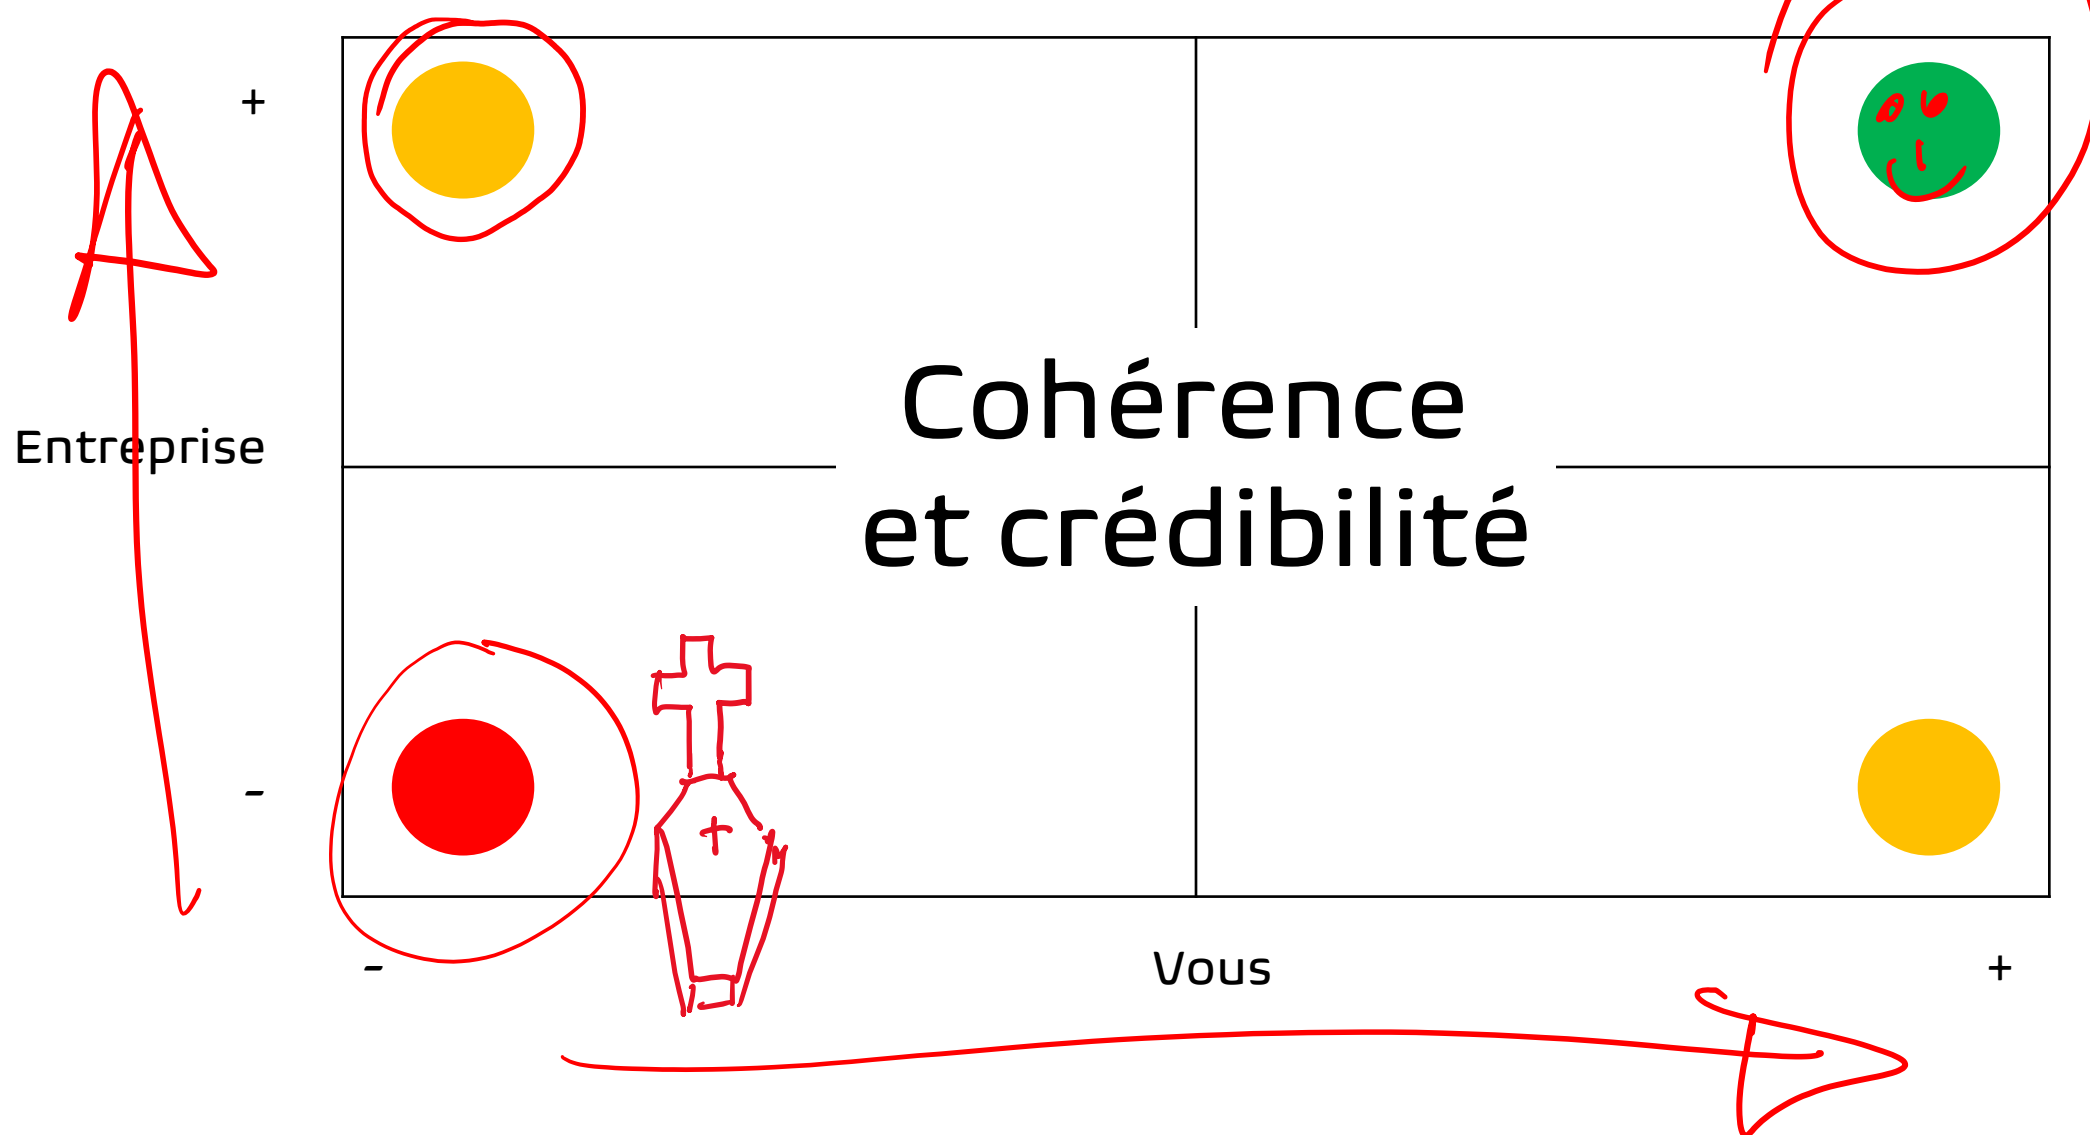 +
Entreprise
Cohérence
et crédibilité
-
- Vous +